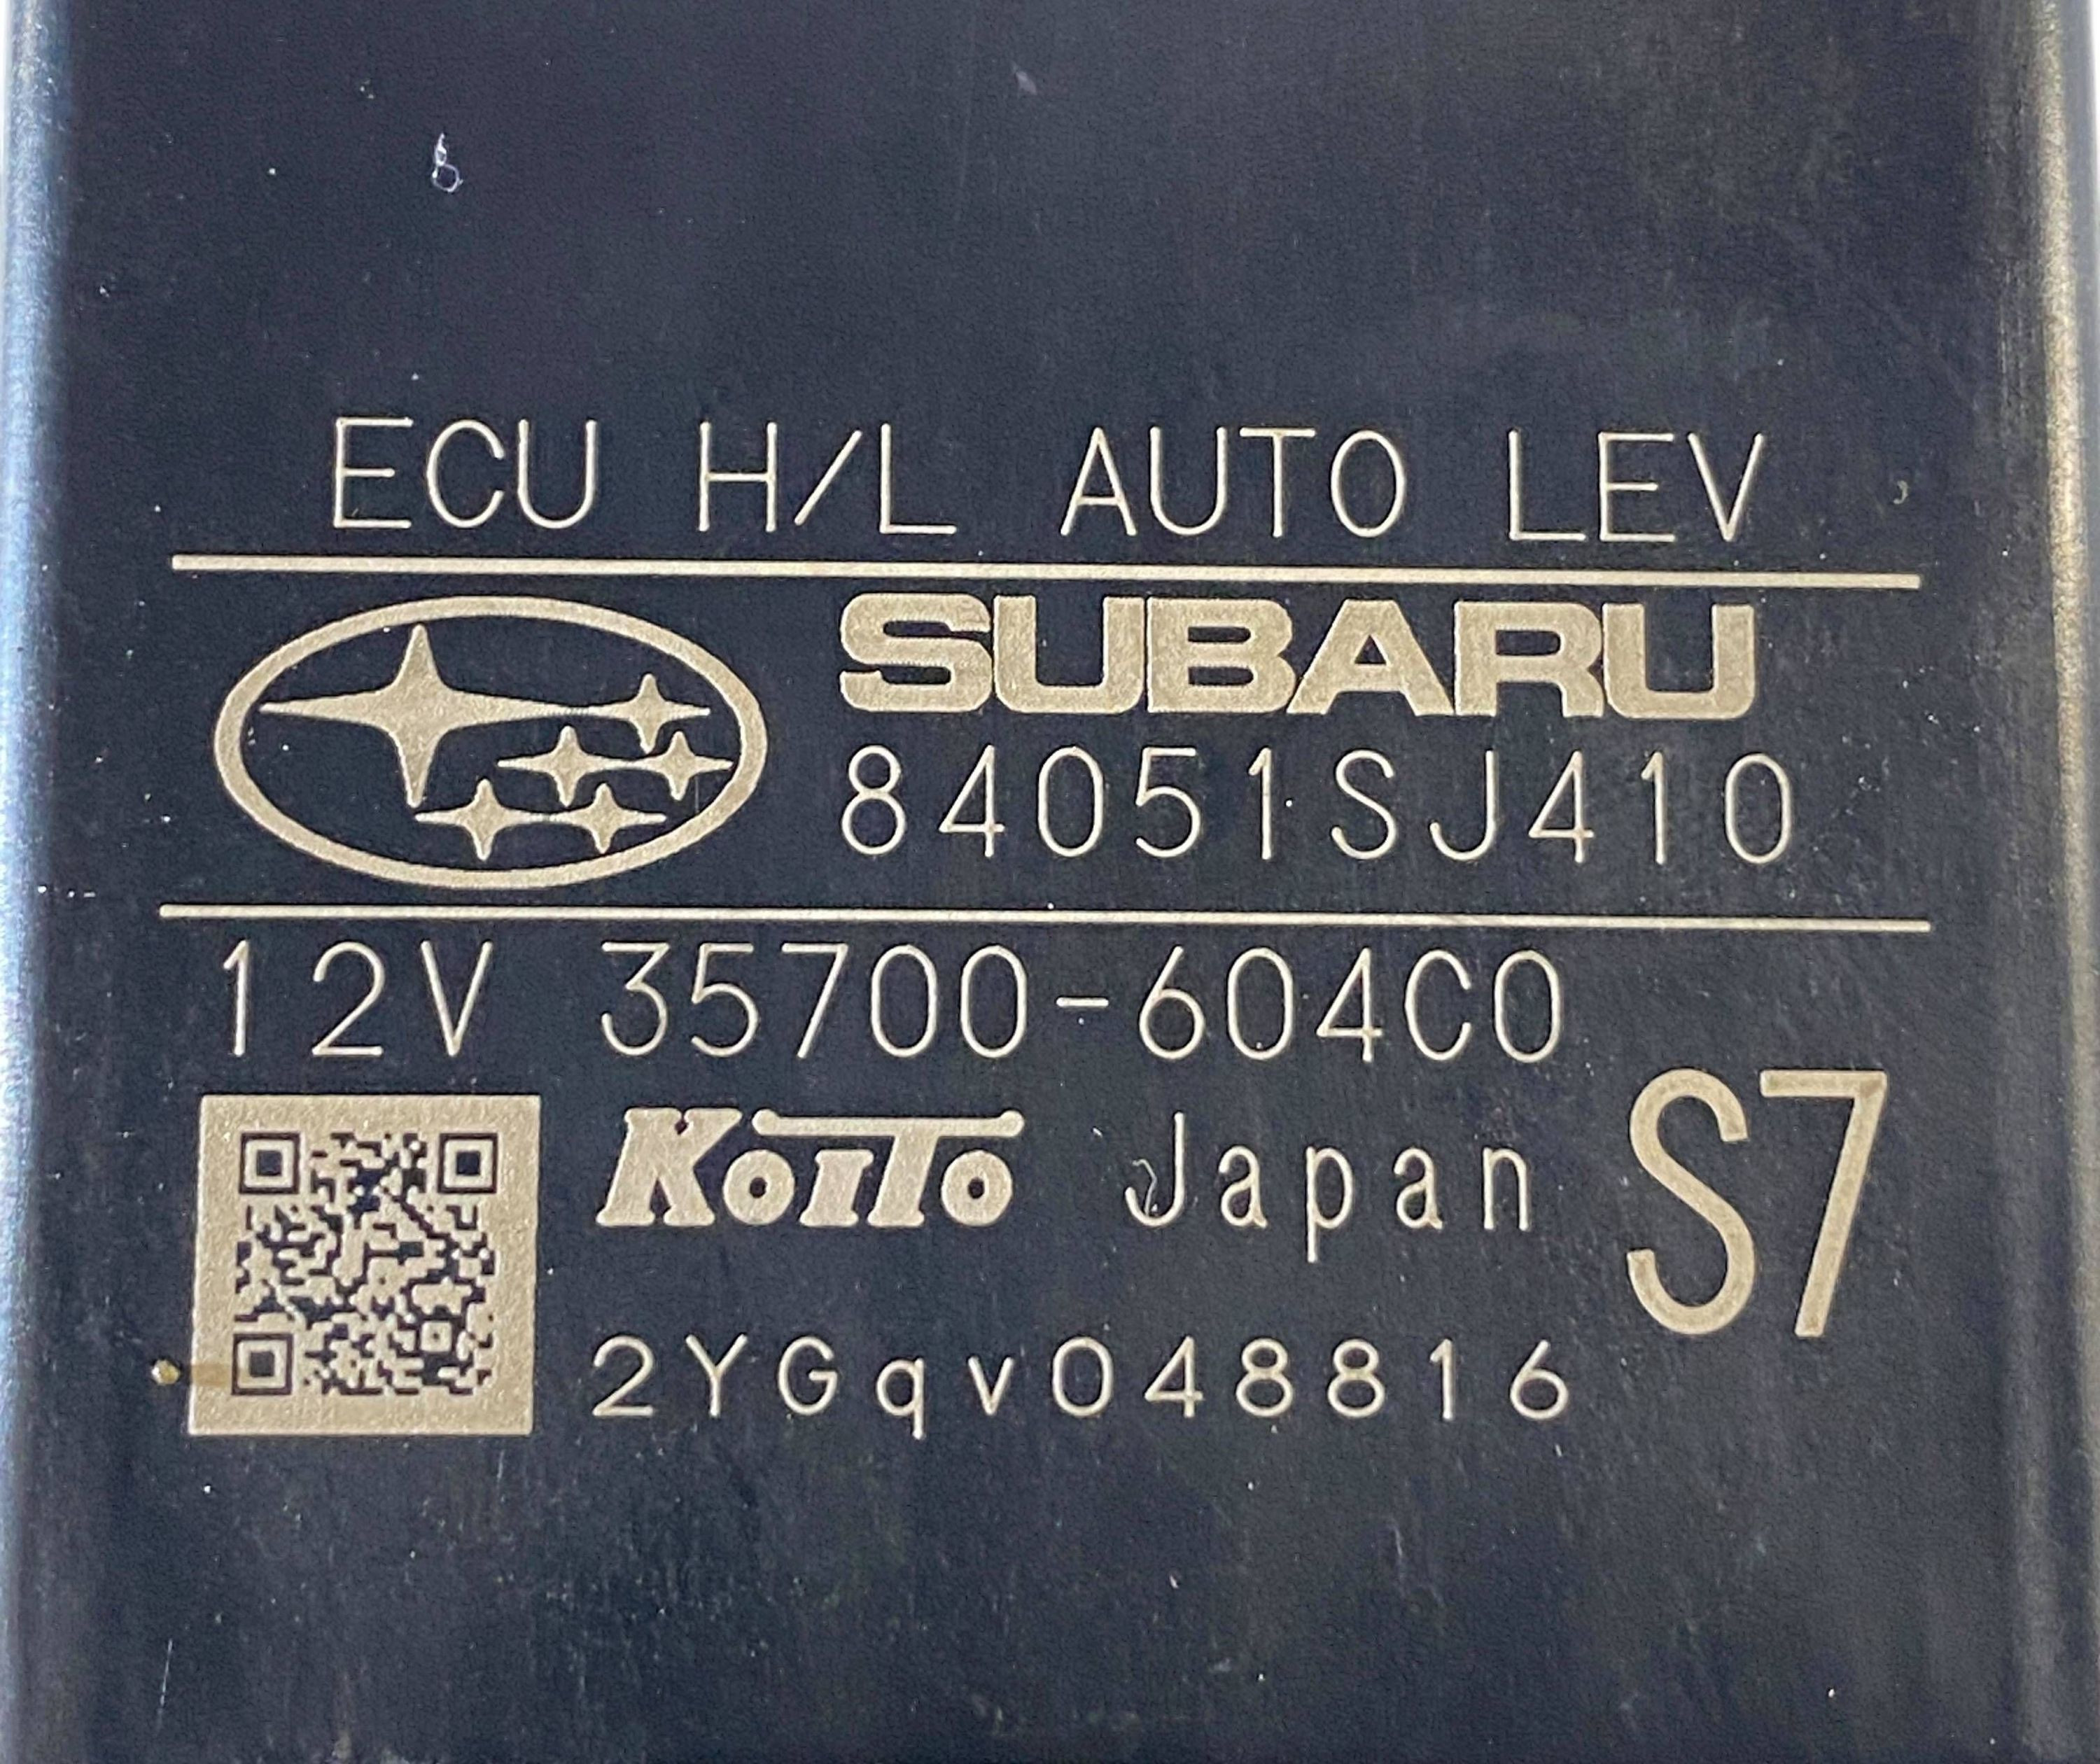 ECU H/L AUTO LEV
SUBARU
84051SJ410
12V 35700-604C0
KOITO Japan S7
2YGqv048816